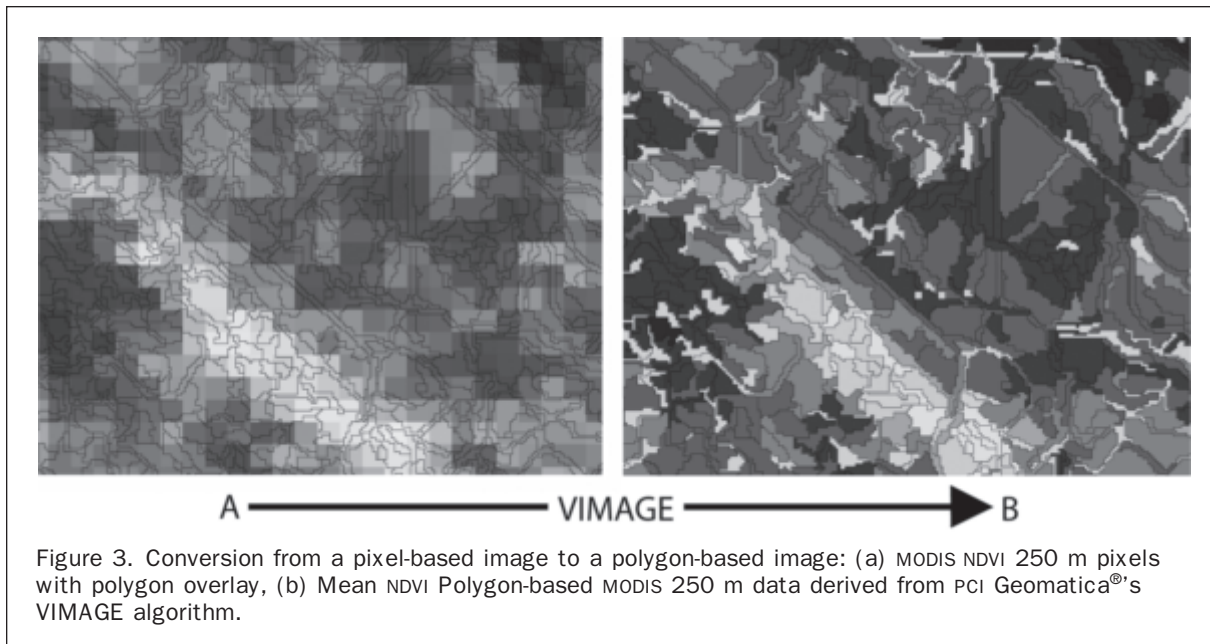 A VIMAGE B
Figure 3. Conversion from a pixel-based image to a polygon-based image: (a) MODIS NDVI 250 m pixels
with polygon overlay, (b) Mean NDVI Polygon-based MODIS 250 m data derived from PCI Geomatica®'s
VIMAGE algorithm.